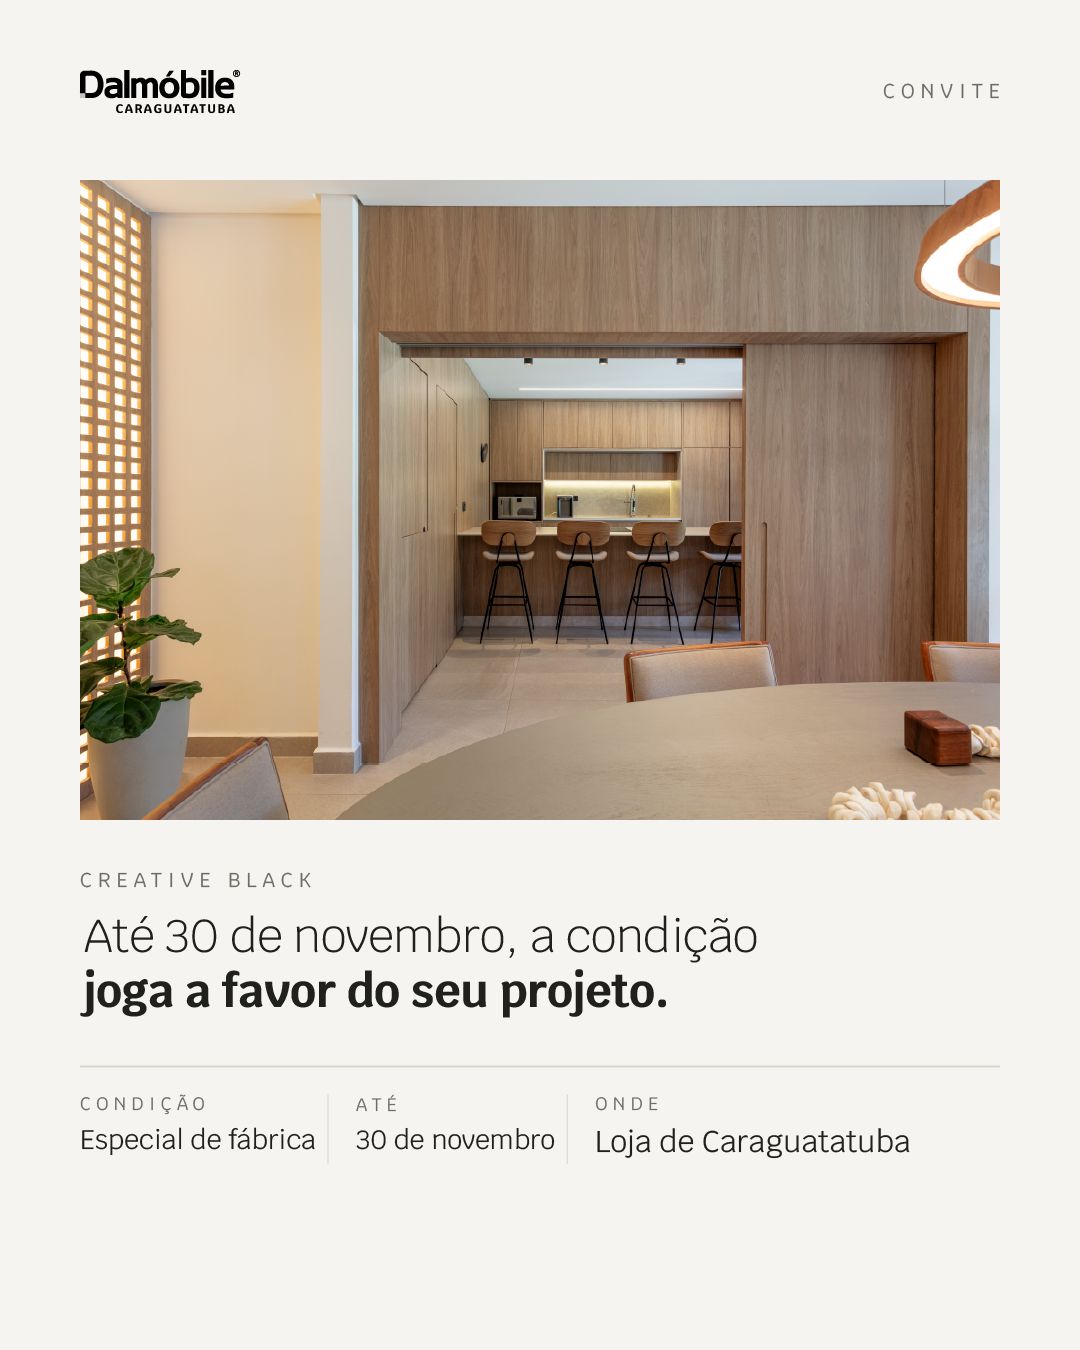 Dalmóbile®
CARAGUATATUBA
CONVITE
CREATIVE BLACK
Até 30 de novembro, a condição
joga a favor do seu projeto.
CONDIÇÃO
Especial de fábrica
ATÉ
30 de novembro
ONDE
Loja de Caraguatatuba